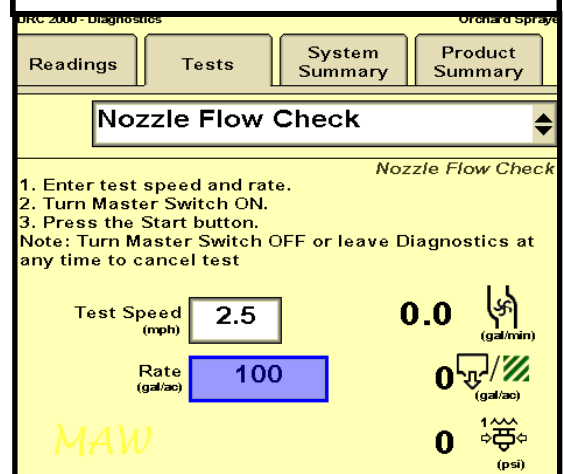 DRC 2000 - Diagnostics Orchard Spraye
Readings Tests System Summary Product Summary
Nozzle Flow Check
Nozzle Flow Check
1. Enter test speed and rate.
2. Turn Master Switch ON.
3. Press the Start button.
Note: Turn Master Switch OFF or leave Diagnostics at
any time to cancel test
Test Speed (mph) 2.5 0.0 (gal/min)
Rate (gal/ac) 100 0 / (gal/ac)
MAW 0 1 (psi)